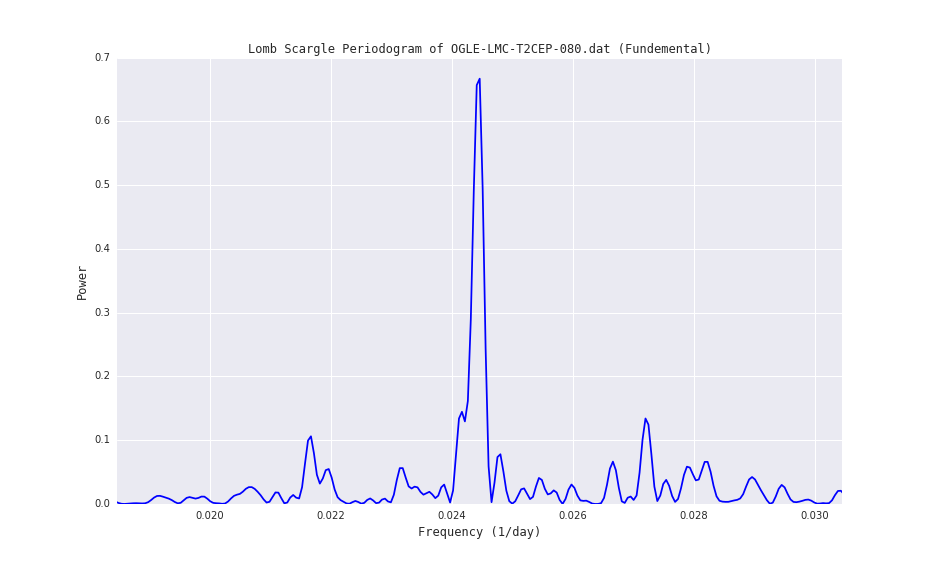 Lomb Scargle Periodogram of OGLE-LMC-T2CEP-080.dat (Fundemental)
0.7
0.6
0.5
0.4
0.3
0.2
0.1
0.0
Power
0.020 0.022 0.024 0.026 0.028 0.030
Frequency (1/day)